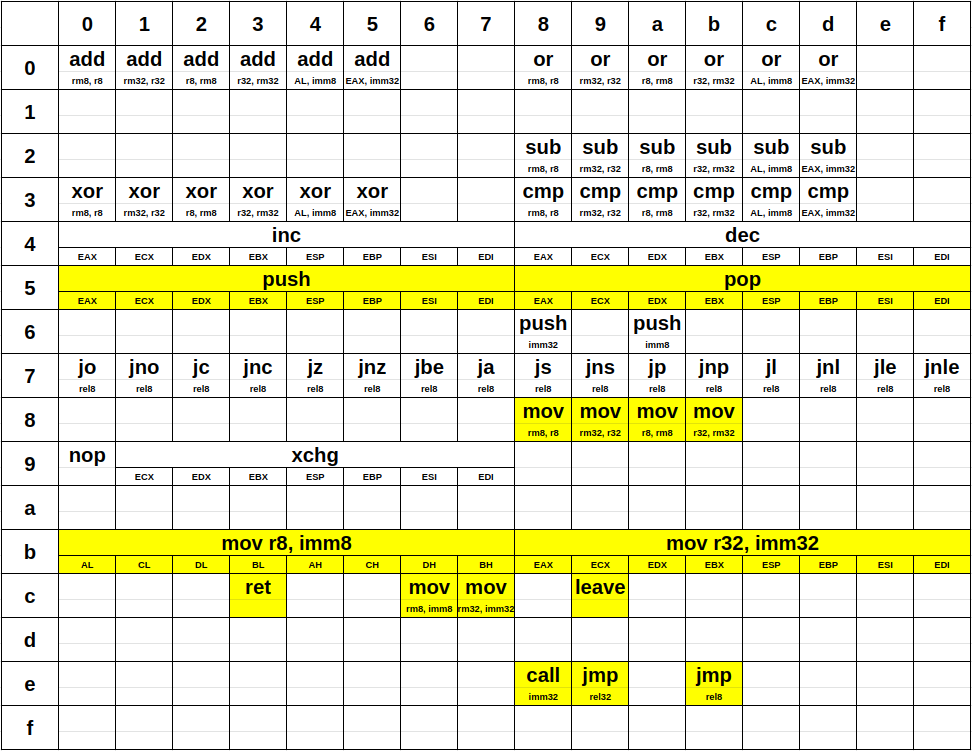 0 1 2 3 4 5 6 7 8 9 a b c d e f
0 add add add add add add or or or or or or
rm8, r8 rm32, r32 r8, rm8 r32, rm32 AL, imm8 EAX, imm32 rm8, r8 rm32, r32 r8, rm8 r32, rm32 AL, imm8 EAX, imm32
1
2 sub sub sub sub sub sub
rm8, r8 rm32, r32 r8, rm8 r32, rm32 AL, imm8 EAX, imm32
3 xor xor xor xor xor xor cmp cmp cmp cmp cmp cmp
rm8, r8 rm32, r32 r8, rm8 r32, rm32 AL, imm8 EAX, imm32 rm8, r8 rm32, r32 r8, rm8 r32, rm32 AL, imm8 EAX, imm32
4 inc dec
EAX ECX EDX EBX ESP EBP ESI EDI EAX ECX EDX EBX ESP EBP ESI EDI
5 push pop
EAX ECX EDX EBX ESP EBP ESI EDI EAX ECX EDX EBX ESP EBP ESI EDI
6 push push
imm32 imm8
7 jo jno jc jnc jz jnz jbe ja js jns jp jnp jl jnl jle jnle
rel8 rel8 rel8 rel8 rel8 rel8 rel8 rel8 rel8 rel8 rel8 rel8 rel8 rel8 rel8 rel8
8 mov mov mov mov
rm8, r8 rm32, r32 r8, rm8 r32, rm32
9 nop xchg
ECX EDX EBX ESP EBP ESI EDI
a
b mov r8, imm8 mov r32, imm32
AL CL DL BL AH CH DH BH EAX ECX EDX EBX ESP EBP ESI EDI
c ret mov mov leave
rm8, imm8 rm32, imm32
d
e call jmp jmp
imm32 rel32 rel8
f